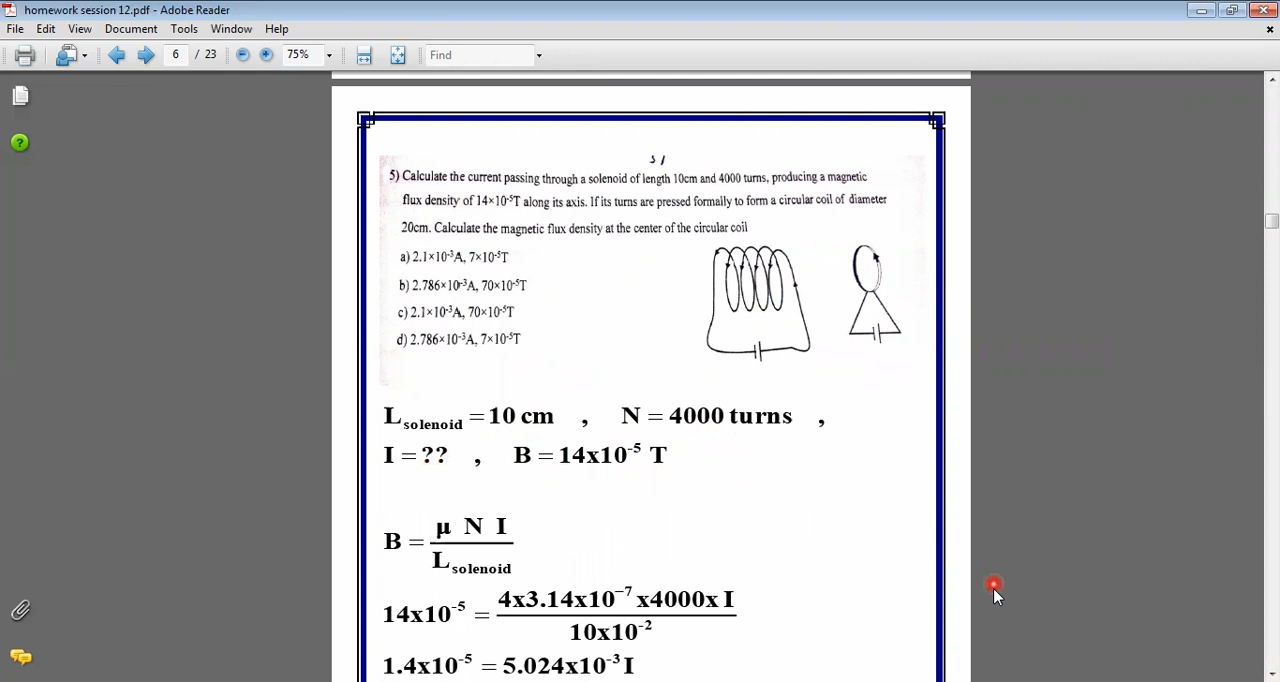 homework session 12.pdf - Adobe Reader
File Edit View Document Tools Window Help
6 / 23 75% Find
5) Calculate the current passing through a solenoid of length 10cm and 4000 turns, producing a magnetic
flux density of 14×10⁻⁵T along its axis. If its turns are pressed formally to form a circular coil of diameter
20cm. Calculate the magnetic flux density at the center of the circular coil
a) 2.1×10⁻³A, 7×10⁻⁵T
b) 2.786×10⁻³A, 70×10⁻⁵T
c) 2.1×10⁻³A, 70×10⁻⁵T
d) 2.786×10⁻³A, 7×10⁻⁵T
L solenoid = 10 cm , N = 4000 turns ,
I = ?? , B = 14x10⁻⁵ T
B = μ N I / L solenoid
14x10⁻⁵ = 4x3.14x10⁻⁷ x4000x I / 10x10⁻²
1.4x10⁻⁵ = 5.024x10⁻³ I